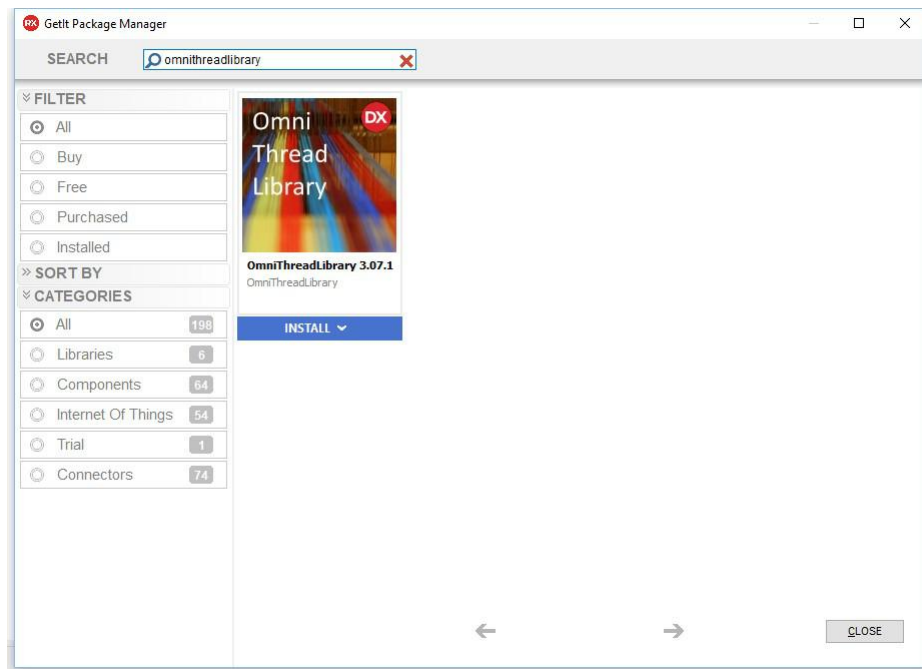 RX GetIt Package Manager
SEARCH omnithreadlibrary
FILTER
All
Buy
Free
Purchased
Installed
SORT BY
CATEGORIES
All 198
Libraries 6
Components 64
Internet Of Things 54
Trial 1
Connectors 74
Omni DX
Thread
Library
OmniThreadLibrary 3.07.1
OmniThreadLibrary
INSTALL
CLOSE